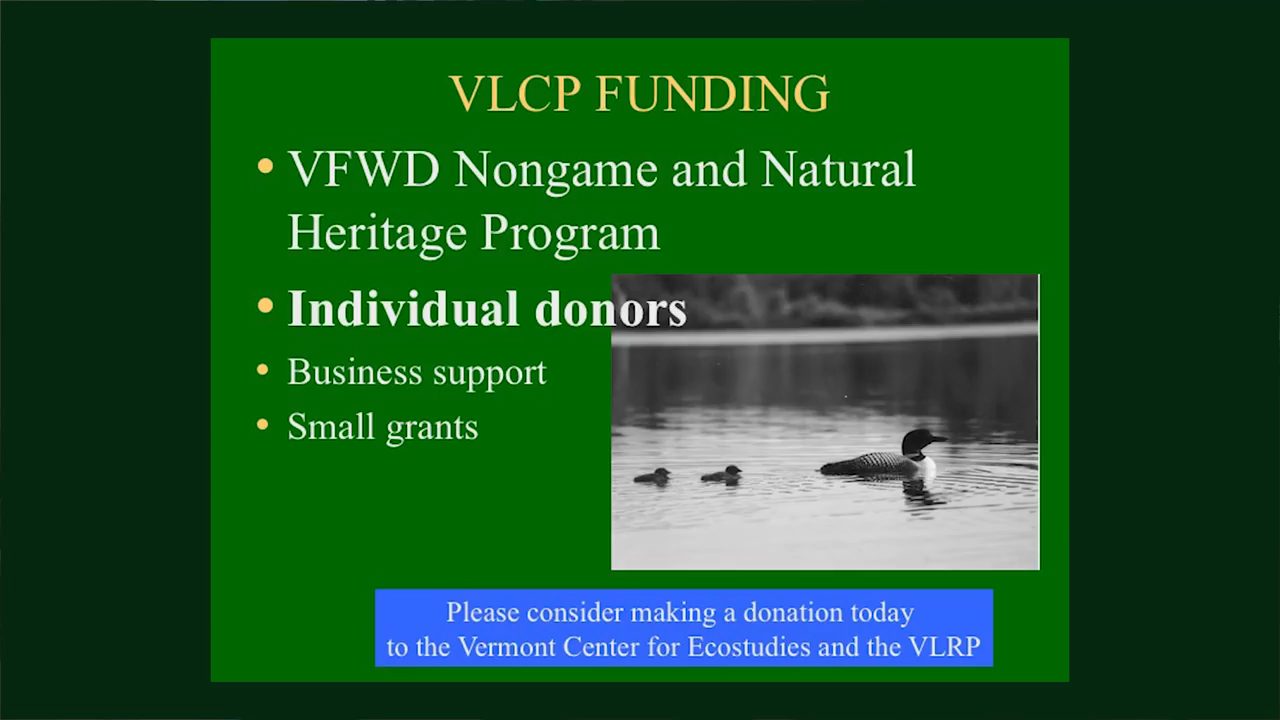 VLCP FUNDING
• VFWD Nongame and Natural
Heritage Program
• Individual donors
• Business support
• Small grants
Please consider making a donation today
to the Vermont Center for Ecostudies and the VLRP